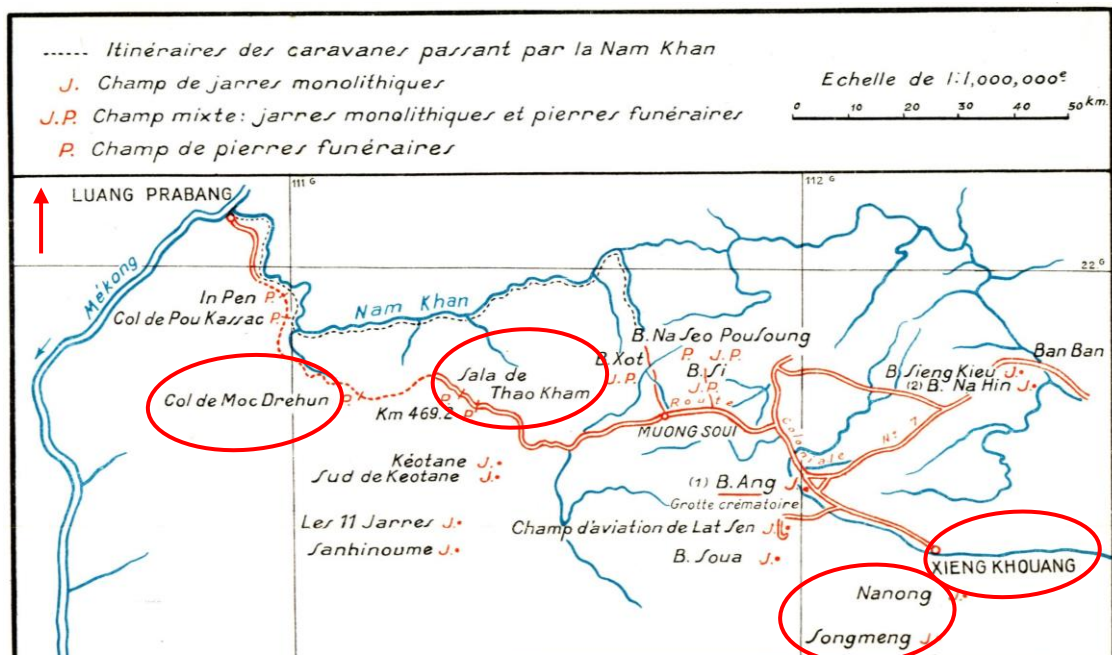 Itinéraires des caravanes passant par la Nam Khan
J. Champ de jarres monolithiques
J.P. Champ mixte: jarres monolithiques et pierres funéraires
P. Champ de pierres funéraires
Echelle de 1:1,000,000e
0 10 20 30 40 50 km.
LUANG PRABANG
111 G
112 G
22 G
Mékong
In Pen P.
Col de Pou Kassac P.
Nam Khan
Col de Moc Drehun P.
Sala de
Thao Kham
P.
Km 469.2 P.
B. Xot
J.P.
B. Na Seo Pousoung
P. J.P.
B. Si
J.P.
Route
Coloniale
Nº 7
MUONG SOUI
Ban Ban
B. Sieng Kieu J.
(2) B. Na Hin J.
Kéotane J.
Sud de Keotane J.
(1) B. Ang J.
Grotte crématoire
Les 11 Jarres J.
Champ d'aviation de Lat Sen J.
Sanhinoume J.
B. Soua J.
XIENG KHOUANG
Nanong J.
Songmeng J.